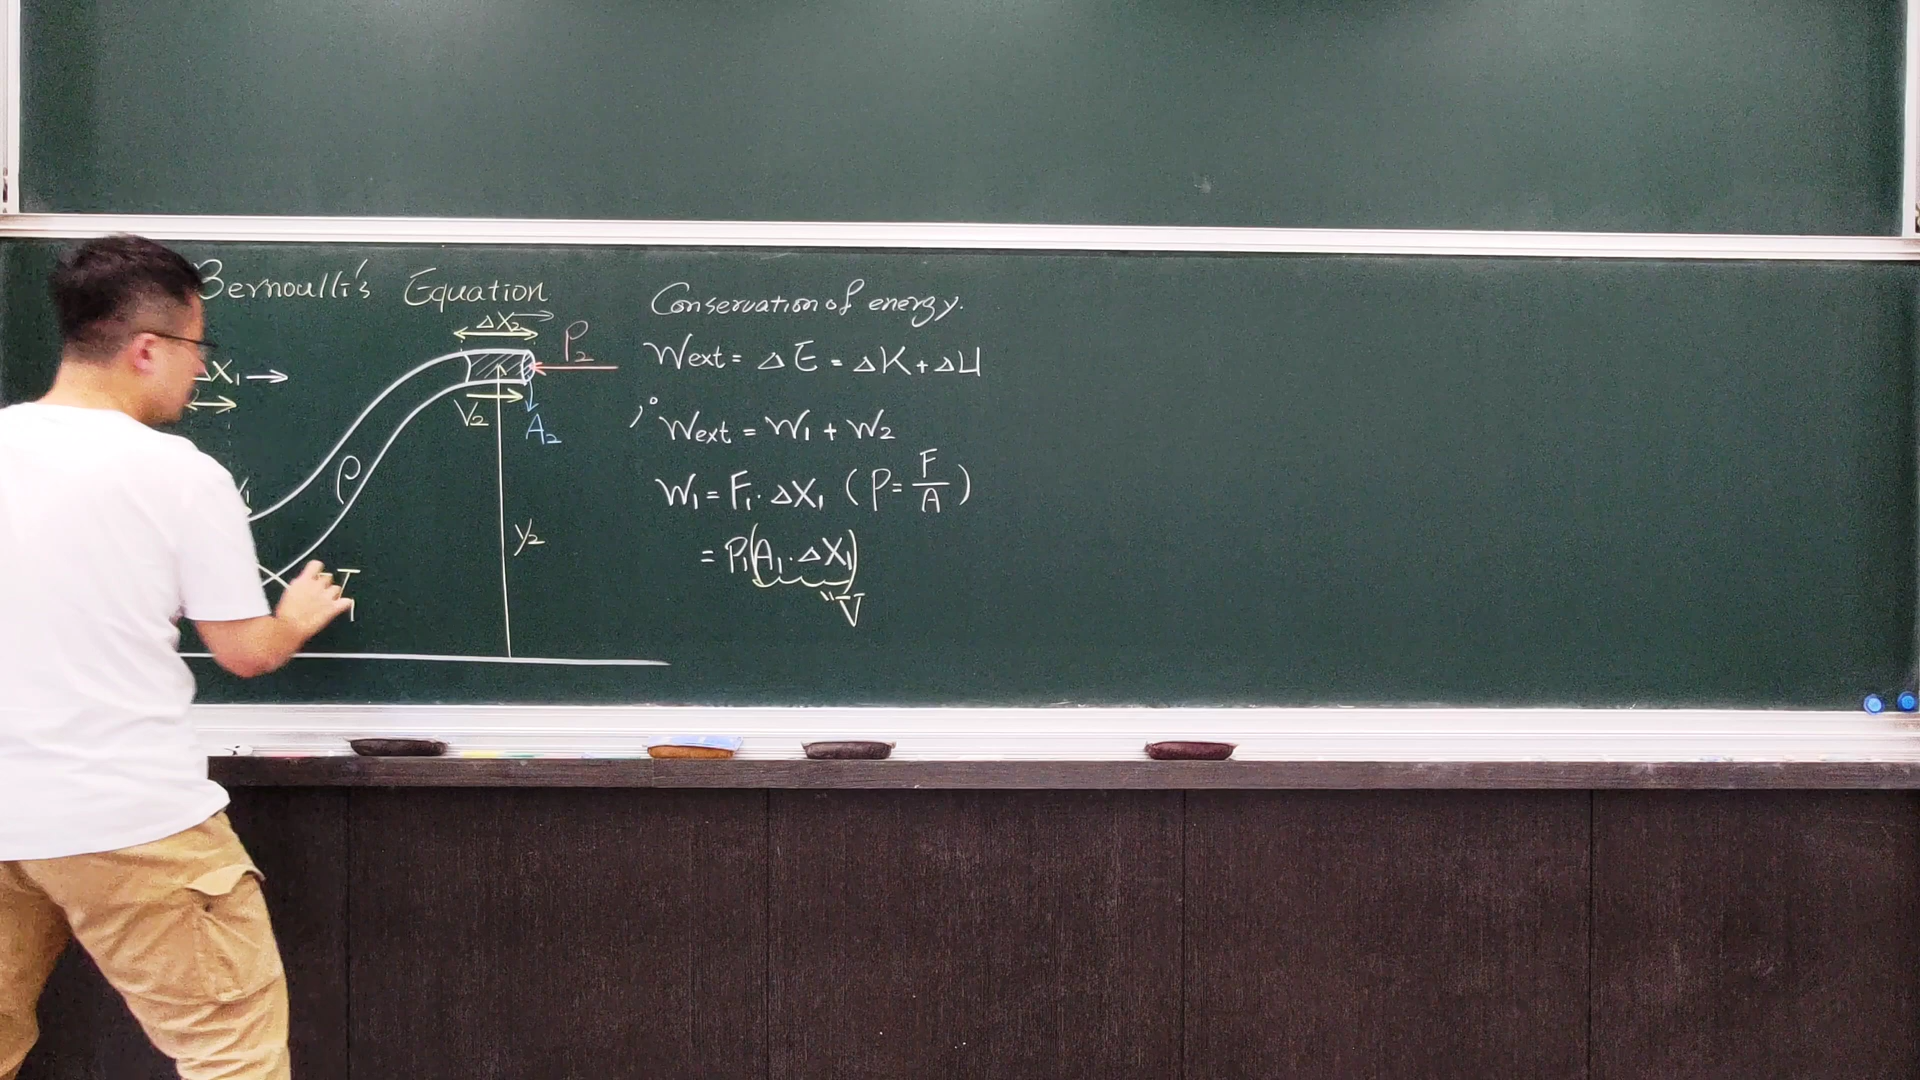 Bernoulli's Equation
ΔX₂
P₂
ΔX₁
V₂
A₂
ρ
y₂
V
Conservation of energy.
Wext = ΔE = ΔK + ΔU
Wext = W₁ + W₂
W₁ = F₁·ΔX₁ (P = F/A)
= P₁(A₁·ΔX₁)
"V